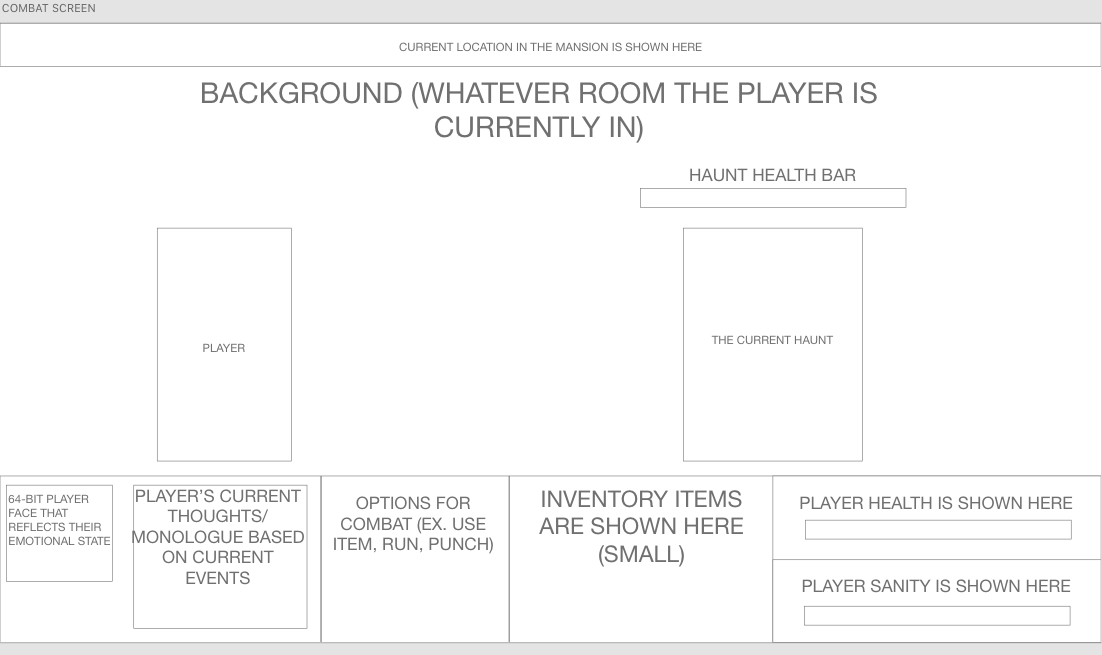 COMBAT SCREEN
CURRENT LOCATION IN THE MANSION IS SHOWN HERE
BACKGROUND (WHATEVER ROOM THE PLAYER IS
CURRENTLY IN)
HAUNT HEALTH BAR
PLAYER
THE CURRENT HAUNT
64-BIT PLAYER
FACE THAT
REFLECTS THEIR
EMOTIONAL STATE
PLAYER’S CURRENT
THOUGHTS/
MONOLOGUE BASED
ON CURRENT
EVENTS
OPTIONS FOR
COMBAT (EX. USE
ITEM, RUN, PUNCH)
INVENTORY ITEMS
ARE SHOWN HERE
(SMALL)
PLAYER HEALTH IS SHOWN HERE
PLAYER SANITY IS SHOWN HERE